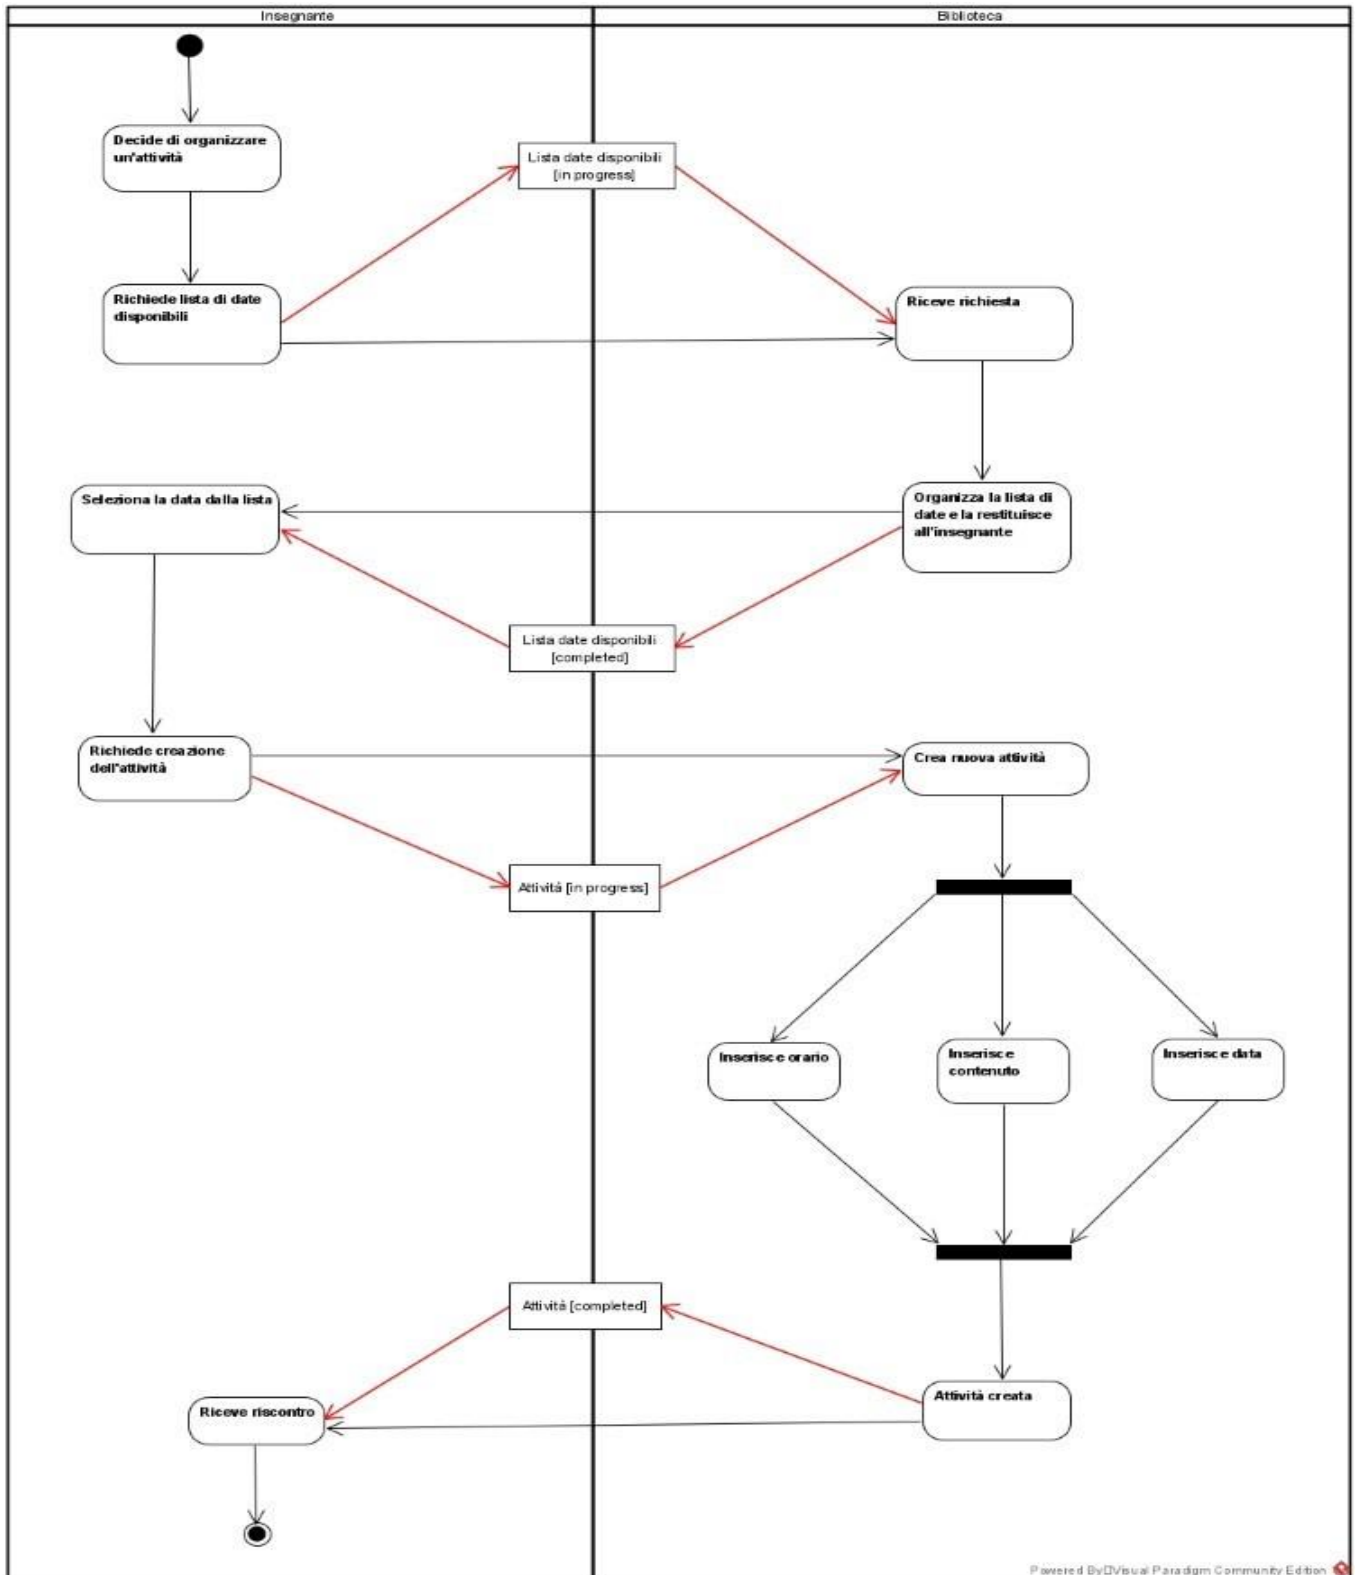 Insegnante
Biblioteca
Decide di organizzare
un'attività
Lista date disponibili
[in progress]
Richiede lista di date
disponibili
Riceve richiesta
Seleziona la data dalla lista
Organizza la lista di
date e la restituisce
all'insegnante
Lista date disponibili
[completed]
Richiede creazione
dell'attività
Crea nuova attività
Attività [in progress]
Inserisce orario
Inserisce
contenuto
Inserisce data
Attività [completed]
Attività creata
Riceve riscontro
Powered By Visual Paradigm Community Edition